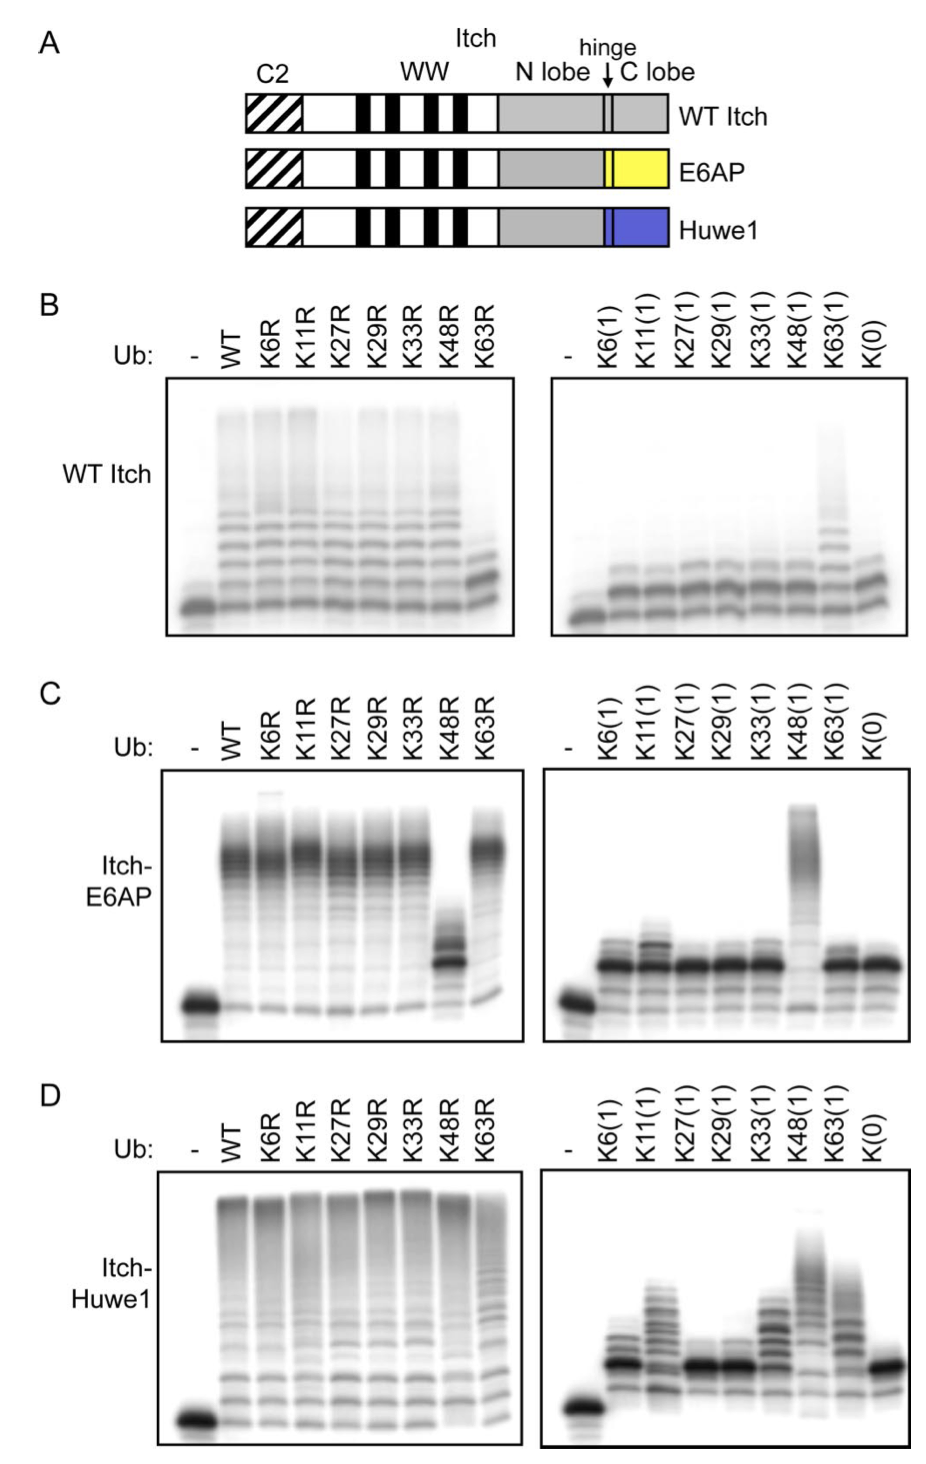 A
Itch
hinge
C2
WW
N lobe
C lobe
WT Itch
E6AP
Huwe1
B
Ub:
-
WT
K6R
K11R
K27R
K29R
K33R
K48R
K63R
-
K6(1)
K11(1)
K27(1)
K29(1)
K33(1)
K48(1)
K63(1)
K(0)
WT Itch
C
Ub:
-
WT
K6R
K11R
K27R
K29R
K33R
K48R
K63R
-
K6(1)
K11(1)
K27(1)
K29(1)
K33(1)
K48(1)
K63(1)
K(0)
Itch-
E6AP
D
Ub:
-
WT
K6R
K11R
K27R
K29R
K33R
K48R
K63R
-
K6(1)
K11(1)
K27(1)
K29(1)
K33(1)
K48(1)
K63(1)
K(0)
Itch-
Huwe1